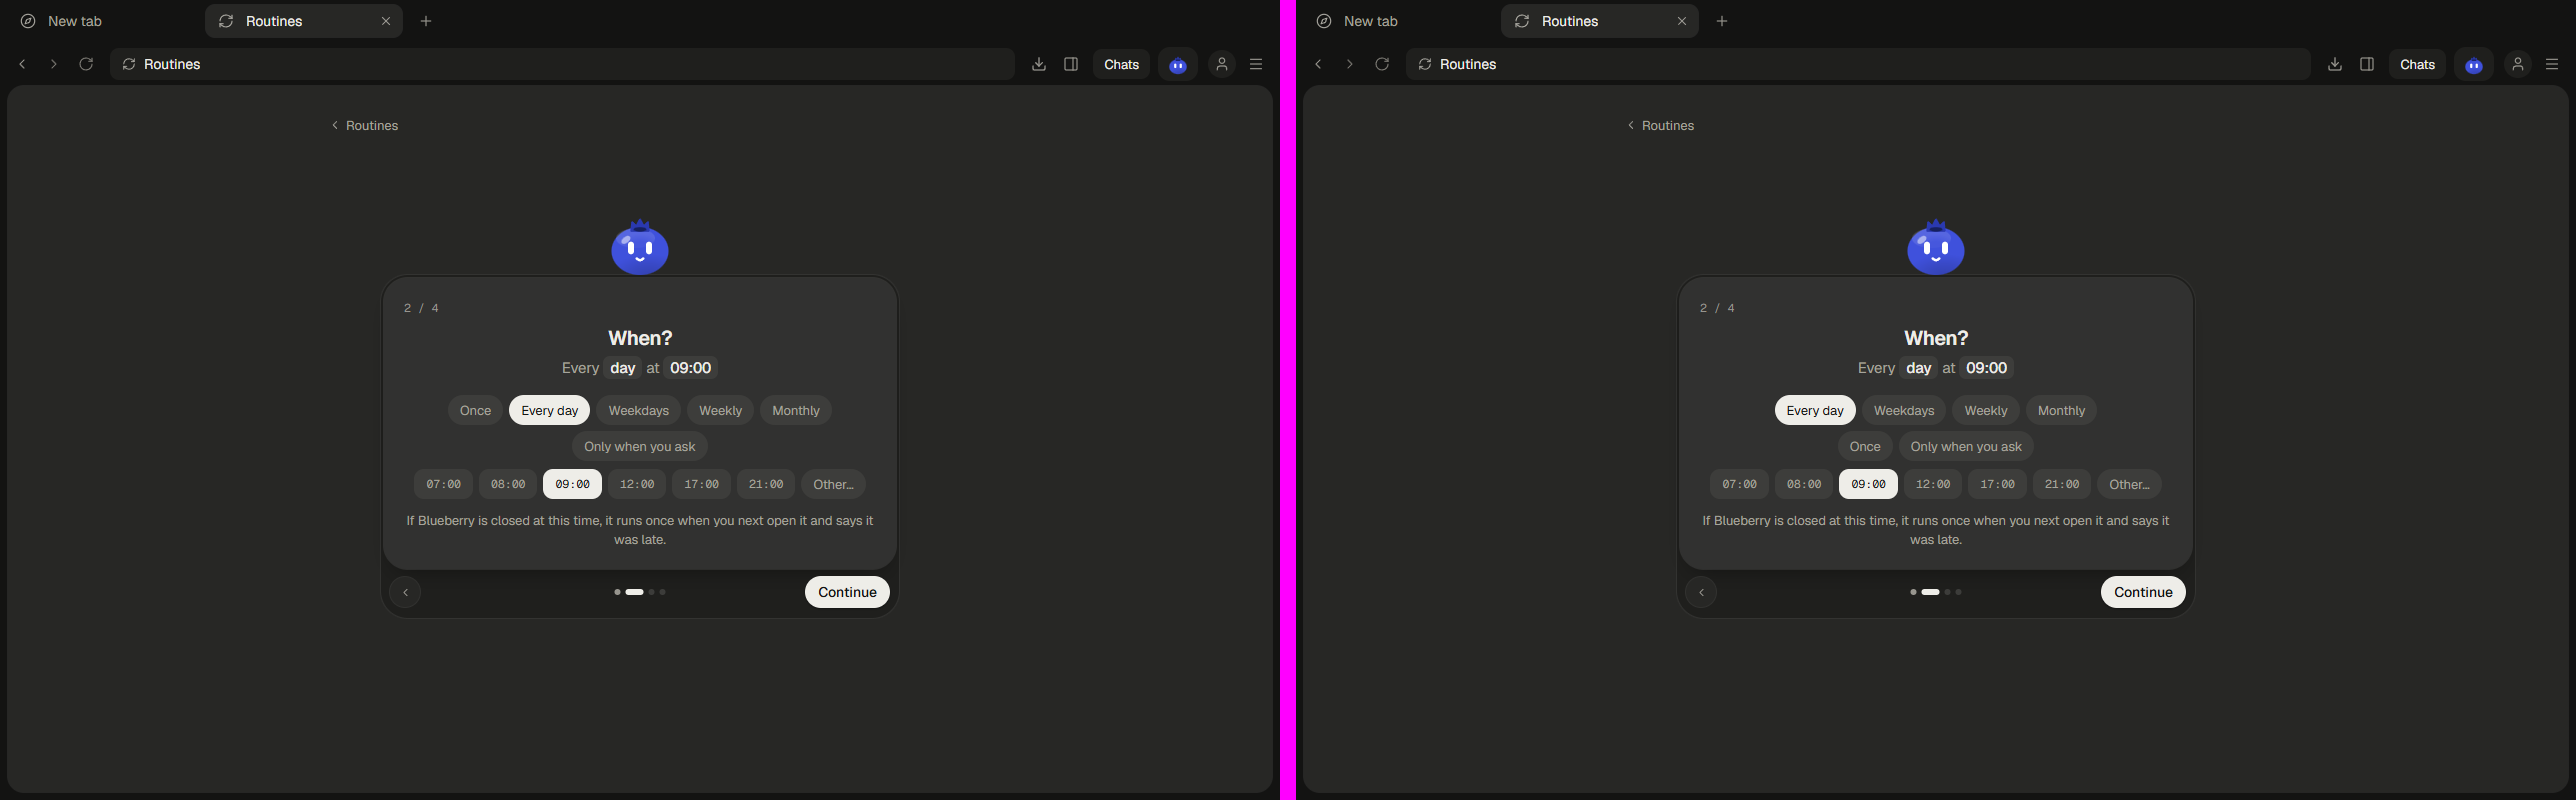 New tab
Routines
Routines
Chats
Routines
2 / 4
When?
Every day at 09:00
Once Every day Weekdays Weekly Monthly
Only when you ask
07:00 08:00 09:00 12:00 17:00 21:00 Other...
If Blueberry is closed at this time, it runs once when you next open it and says it
was late.
Continue
New tab
Routines
Routines
Chats
Routines
2 / 4
When?
Every day at 09:00
Every day Weekdays Weekly Monthly
Once Only when you ask
07:00 08:00 09:00 12:00 17:00 21:00 Other...
If Blueberry is closed at this time, it runs once when you next open it and says it
was late.
Continue